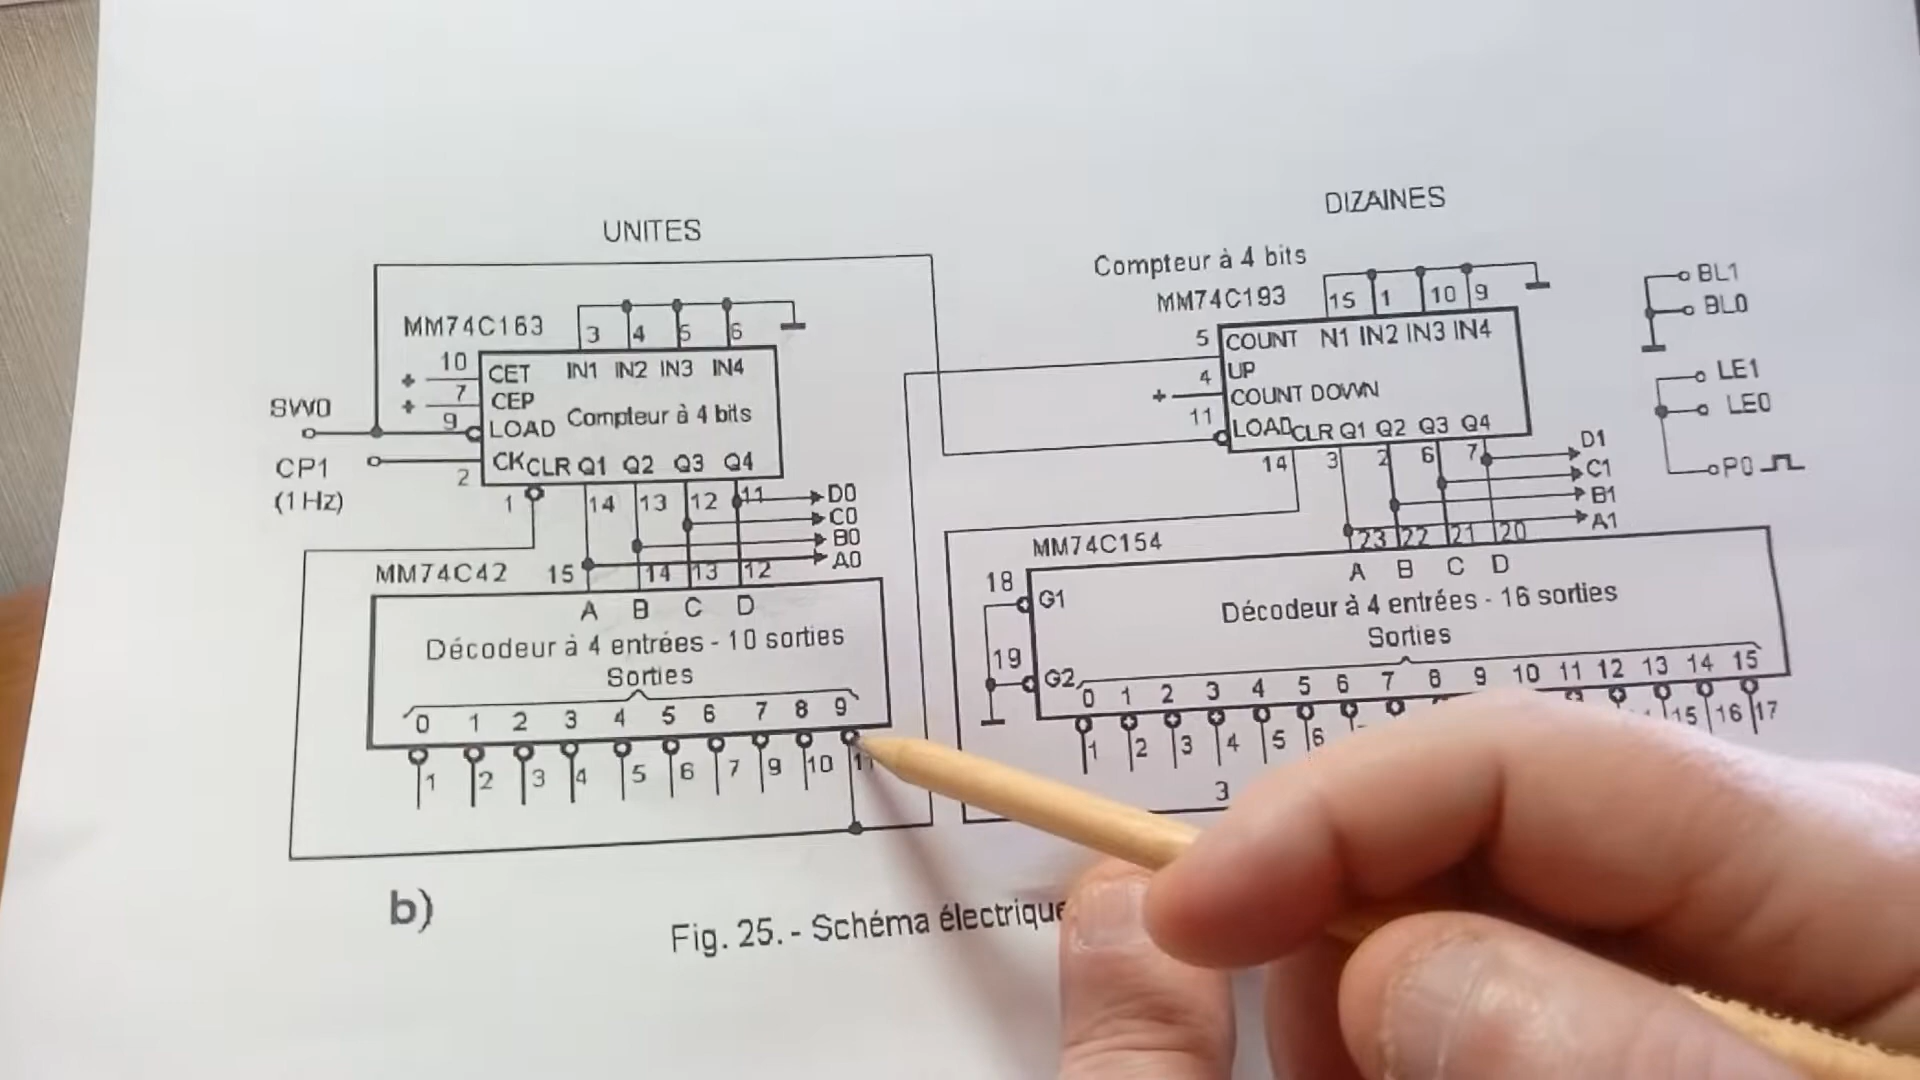 UNITES
DIZAINES
Compteur à 4 bits
MM74C193
MM74C163
3 4 5 6
10 CET IN1 IN2 IN3 IN4
7 CEP
9 LOAD Compteur à 4 bits
SW0
CP1
(1 Hz)
2 CK CLR Q1 Q2 Q3 Q4
1 14 13 12 11
D0
C0
B0
A0
MM74C42 15 14 13 12
A B C D
Décodeur à 4 entrées - 10 sorties
Sorties
0 1 2 3 4 5 6 7 8 9
1 2 3 4 5 6 7 9 10 11
15 1 10 9
5 COUNT N1 IN2 IN3 IN4
UP
4
+ COUNT DOWN
11 LOAD CLR Q1 Q2 Q3 Q4
14 3 2 6 7
D1
C1
B1
A1
MM74C154 23 22 21 20
A B C D
18 G1
Décodeur à 4 entrées - 16 sorties
Sorties
19 G2
0 1 2 3 4 5 6 7 8 9 10 11 12 13 14 15
1 2 3 4 5 6 15 16 17
3
BL1
BL0
LE1
LE0
P0
b)
Fig. 25. - Schéma électrique